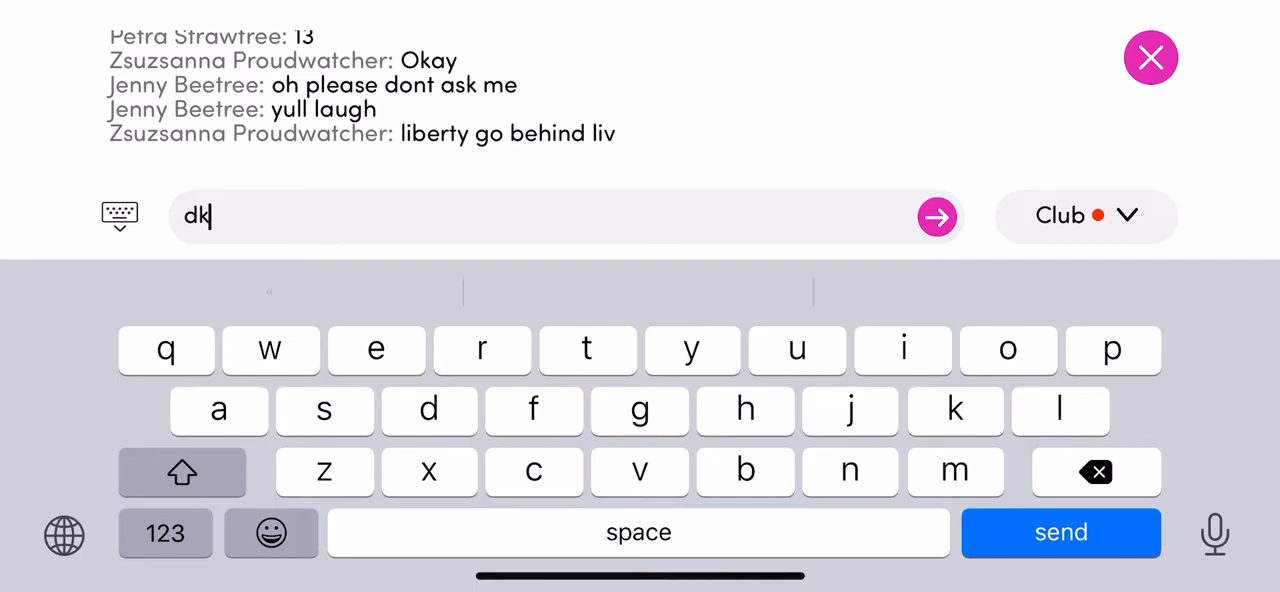 Petra Strawtree: 13
Zsuzsanna Proudwatcher: Okay
Jenny Beetree: oh please dont ask me
Jenny Beetree: yull laugh
Zsuzsanna Proudwatcher: liberty go behind liv
dk
Club
“
q w e r t y u i o p
a s d f g h j k l
z x c v b n m
123 space send